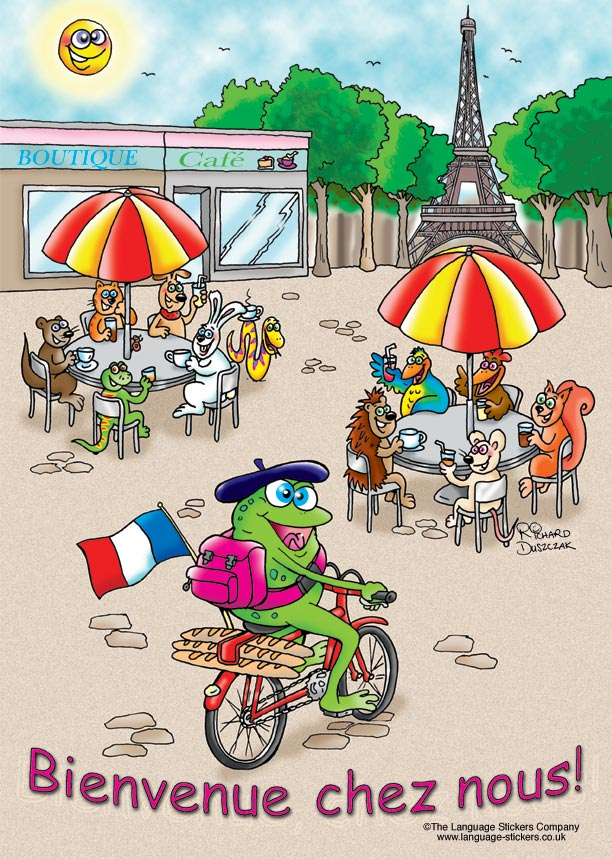 BOUTIQUE
Café
RICHARD
DUSZCZAK
Bienvenue chez nous!
©The Language Stickers Company
www.language-stickers.co.uk